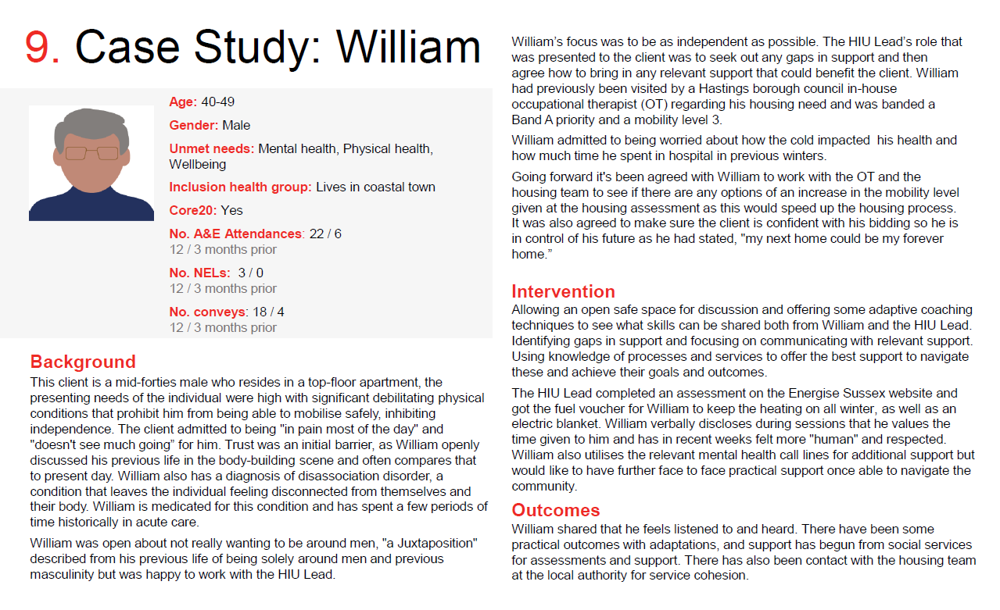 9. Case Study: William
Age: 40-49
Gender: Male
Unmet needs: Mental health, Physical health,
Wellbeing
Inclusion health group: Lives in coastal town
Core20: Yes
No. A&E Attendances: 22 / 6
12 / 3 months prior
No. NELs:  3 / 0
12 / 3 months prior
No. conveys: 18 / 4
12 / 3 months prior
Background
This client is a mid-forties male who resides in a top-floor apartment, the
presenting needs of the individual were high with significant debilitating physical
conditions that prohibit him from being able to mobilise safely, inhibiting
independence. The client admitted to being "in pain most of the day" and
"doesn't see much going” for him. Trust was an initial barrier, as William openly
discussed his previous life in the body-building scene and often compares that
to present day. William also has a diagnosis of disassociation disorder, a
condition that leaves the individual feeling disconnected from themselves and
their body. William is medicated for this condition and has spent a few periods of
time historically in acute care.
William was open about not really wanting to be around men, "a Juxtaposition"
described from his previous life of being solely around men and previous
masculinity but was happy to work with the HIU Lead.
William’s focus was to be as independent as possible. The HIU Lead’s role that
was presented to the client was to seek out any gaps in support and then
agree how to bring in any relevant support that could benefit the client. William
had previously been visited by a Hastings borough council in-house
occupational therapist (OT) regarding his housing need and was banded a
Band A priority and a mobility level 3.
William admitted to being worried about how the cold impacted  his health and
how much time he spent in hospital in previous winters.
Going forward it's been agreed with William to work with the OT and the
housing team to see if there are any options of an increase in the mobility level
given at the housing assessment as this would speed up the housing process.
It was also agreed to make sure the client is confident with his bidding so he is
in control of his future as he had stated, "my next home could be my forever
home.”
Intervention
Allowing an open safe space for discussion and offering some adaptive coaching
techniques to see what skills can be shared both from William and the HIU Lead.
Identifying gaps in support and focusing on communicating with relevant support.
Using knowledge of processes and services to offer the best support to navigate
these and achieve their goals and outcomes.
The HIU Lead completed an assessment on the Energise Sussex website and
got the fuel voucher for William to keep the heating on all winter, as well as an
electric blanket. William verbally discloses during sessions that he values the
time given to him and has in recent weeks felt more "human" and respected.
William also utilises the relevant mental health call lines for additional support but
would like to have further face to face practical support once able to navigate the
community.
Outcomes
William shared that he feels listened to and heard. There have been some
practical outcomes with adaptations, and support has begun from social services
for assessments and support. There has also been contact with the housing team
at the local authority for service cohesion.